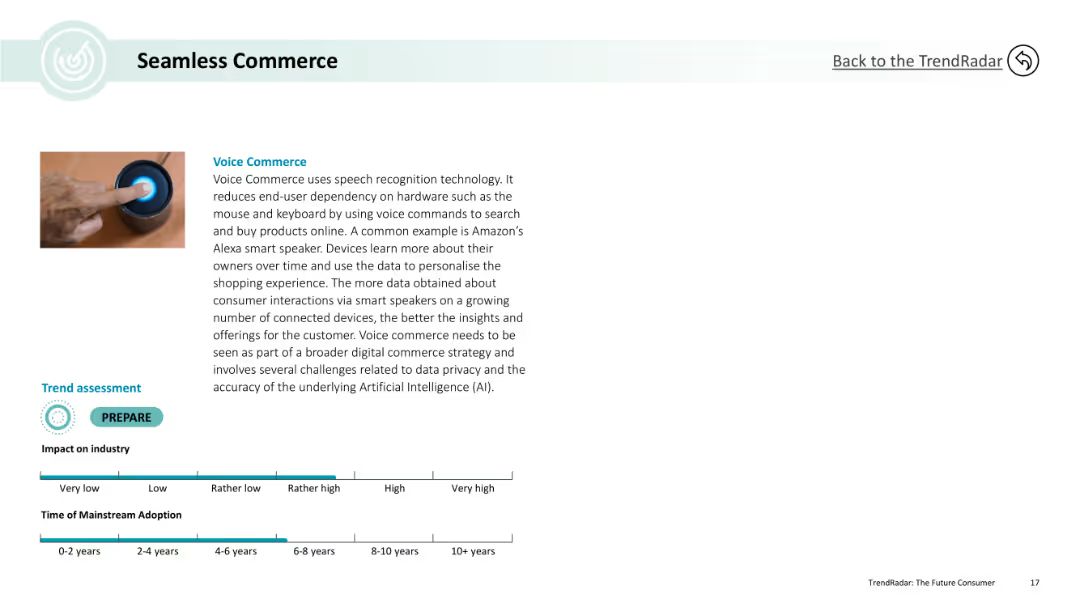 Seamless Commerce
Back to the TrendRadar
Voice Commerce
Voice Commerce uses speech recognition technology. It
reduces end-user dependency on hardware such as the
mouse and keyboard by using voice commands to search
and buy products online. A common example is Amazon's
Alexa smart speaker. Devices learn more about their
owners over time and use the data to personalise the
shopping experience. The more data obtained about
consumer interactions via smart speakers on a growing
number of connected devices, the better the insights and
offerings for the customer. Voice commerce needs to be
seen as part of a broader digital commerce strategy and
involves several challenges related to data privacy and the
accuracy of the underlying Artificial Intelligence (AI).
Trend assessment
PREPARE
Impact on industry
Very low Low Rather low Rather high High Very high
Time of Mainstream Adoption
0-2 years 2-4 years 4-6 years 6-8 years 8-10 years 10+ years
TrendRadar: The Future Consumer 17